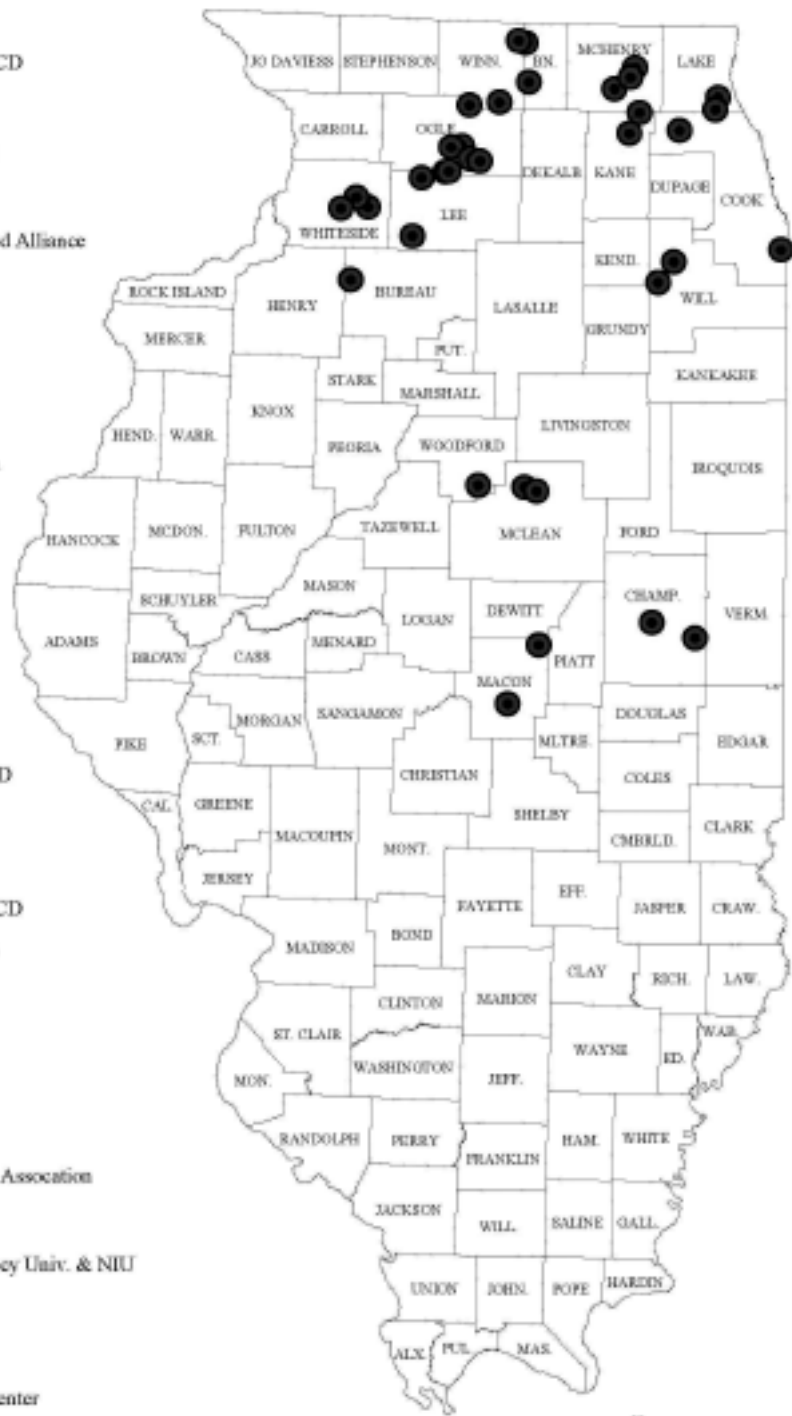 CD
JO DAVIESS STEPHENSON WINN. BN. MCHENRY LAKE
CARROLL OGLE DEKALB KANE DUPAGE COOK
d Alliance
WHITESIDE LEE
KEND. WILL
ROCK ISLAND HENRY BUREAU LASALLE GRUNDY
MERCER PUT. KANKAKEE
STARK MARSHALL
KNOX LIVINGSTON
HEND. WARR. PEORIA WOODFORD IROQUOIS
HANCOCK MCDON. FULTON TAZEWELL MCLEAN FORD
MASON
SCHUYLER DEWITT CHAMP. VERM.
ADAMS BROWN CASS MENARD LOGAN PIATT
MACON
PIKE SCT. MORGAN SANGAMON DOUGLAS EDGAR
MLTRE.
D CHRISTIAN COLES
CAL. GREENE SHELBY
MACOUPIN MONT. CMBRLD. CLARK
JERSEY
CD FAYETTE EFF. JASPER CRAW.
MADISON BOND
CLAY RICH. LAW.
CLINTON MARION
ST. CLAIR WAYNE ED. WAB.
WASHINGTON JEFF.
MON.
RANDOLPH PERRY HAM. WHITE
FRANKLIN
Assocation
JACKSON WILL. SALINE GALL.
ey Univ. & NIU
UNION JOHN. POPE HARDIN
ALX. PUL. MAS.
enter